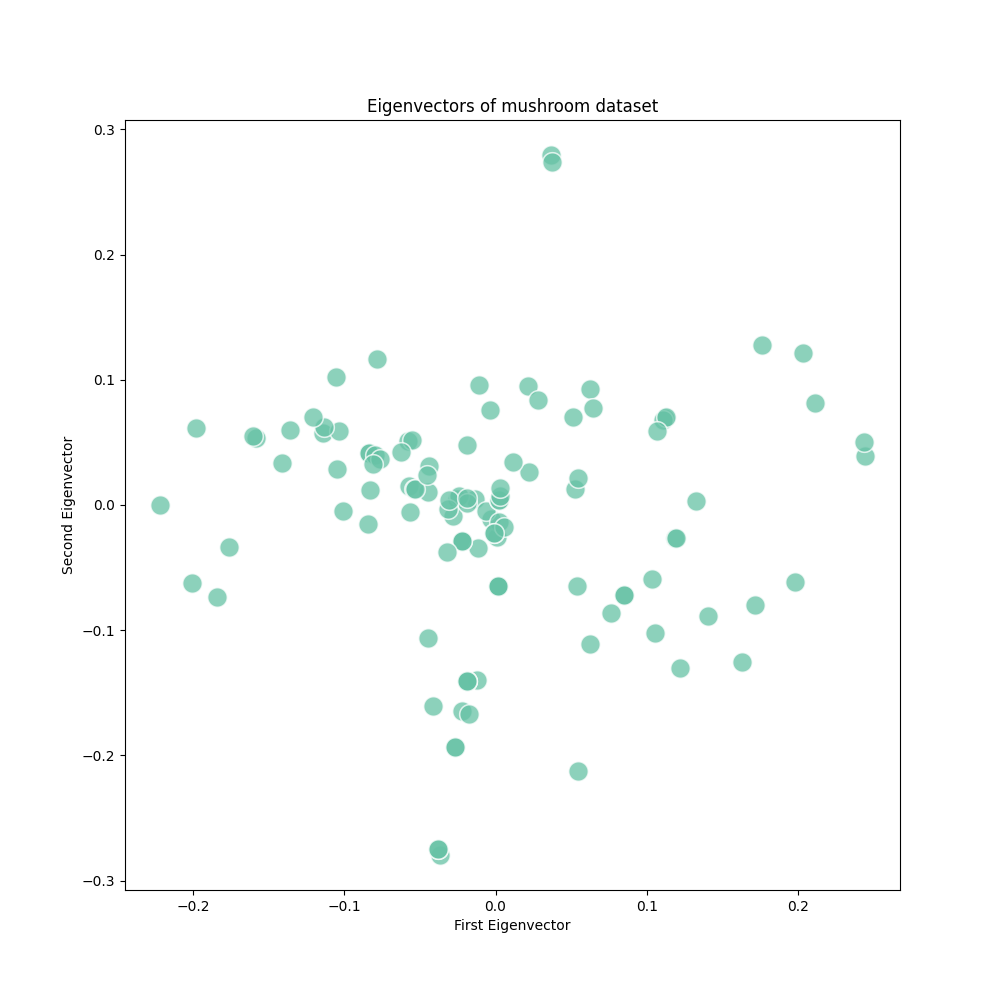 Eigenvectors of mushroom dataset
0.3
0.2
0.1
0.0
−0.1
−0.2
−0.3
Second Eigenvector
−0.2 −0.1 0.0 0.1 0.2
First Eigenvector